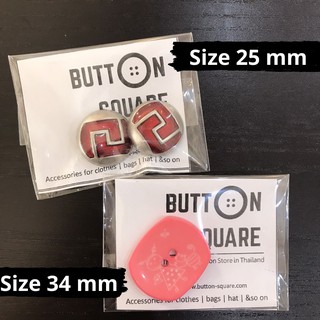 Size 25 mm
BUTTON
SQUARE
Accessories for clothes | bags | hat | &so on
BUTTON
SQUARE
on Store in Thailand
www.button-square.com
Size 34 mm
Accessories for clothes | bags | hat | &so on